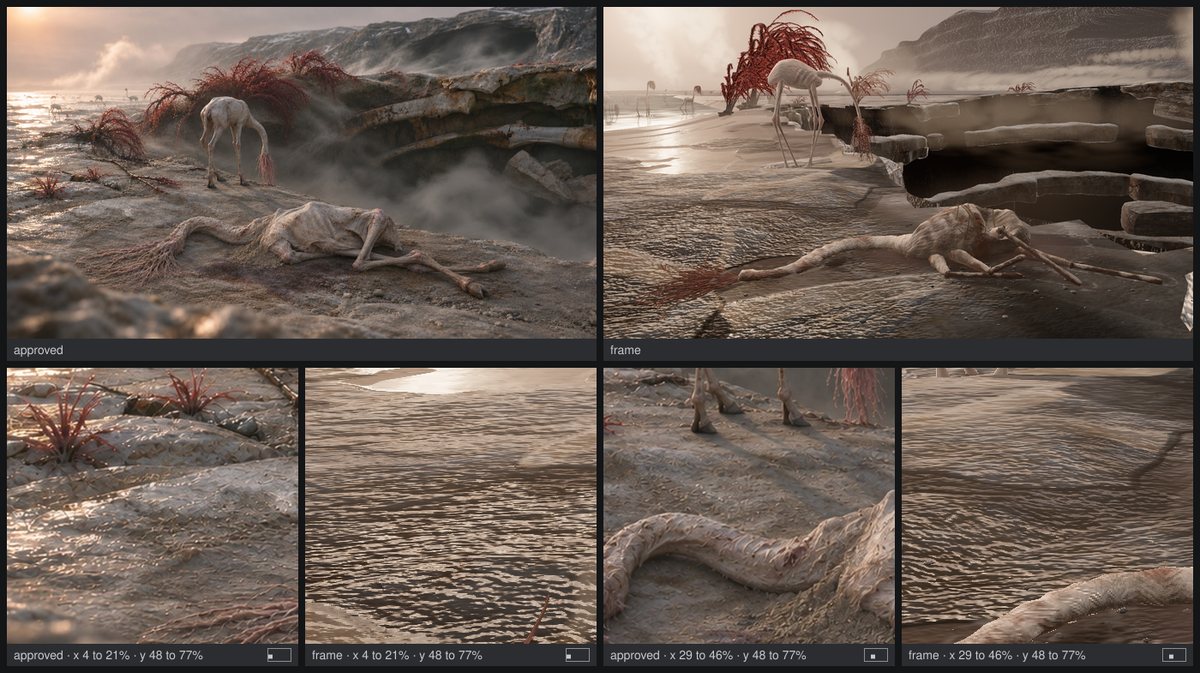 approved
frame
approved · x 4 to 21% · y 48 to 77%
frame · x 4 to 21% · y 48 to 77%
approved · x 29 to 46% · y 48 to 77%
frame · x 29 to 46% · y 48 to 77%